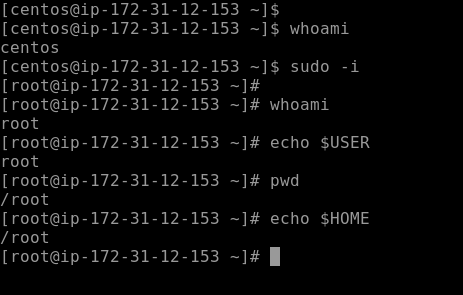 [centos@ip-172-31-12-153 ~]$
[centos@ip-172-31-12-153 ~]$ whoami
centos
[centos@ip-172-31-12-153 ~]$ sudo -i
[root@ip-172-31-12-153 ~]#
[root@ip-172-31-12-153 ~]# whoami
root
[root@ip-172-31-12-153 ~]# echo $USER
root
[root@ip-172-31-12-153 ~]# pwd
/root
[root@ip-172-31-12-153 ~]# echo $HOME
/root
[root@ip-172-31-12-153 ~]#